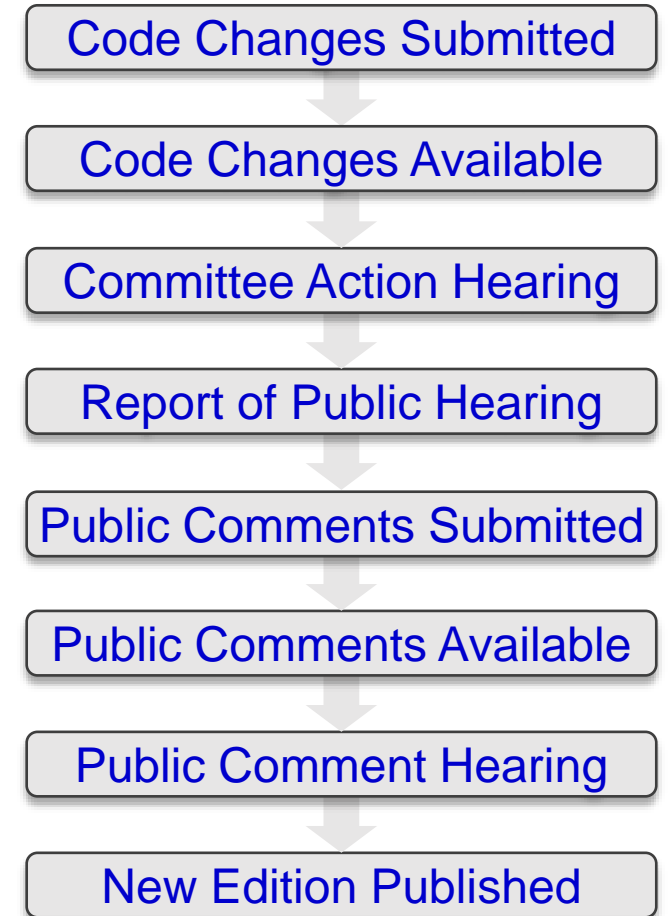 Code Changes Submitted
Code Changes Available
Committee Action Hearing
Report of Public Hearing
Public Comments Submitted
Public Comments Available
Public Comment Hearing
New Edition Published